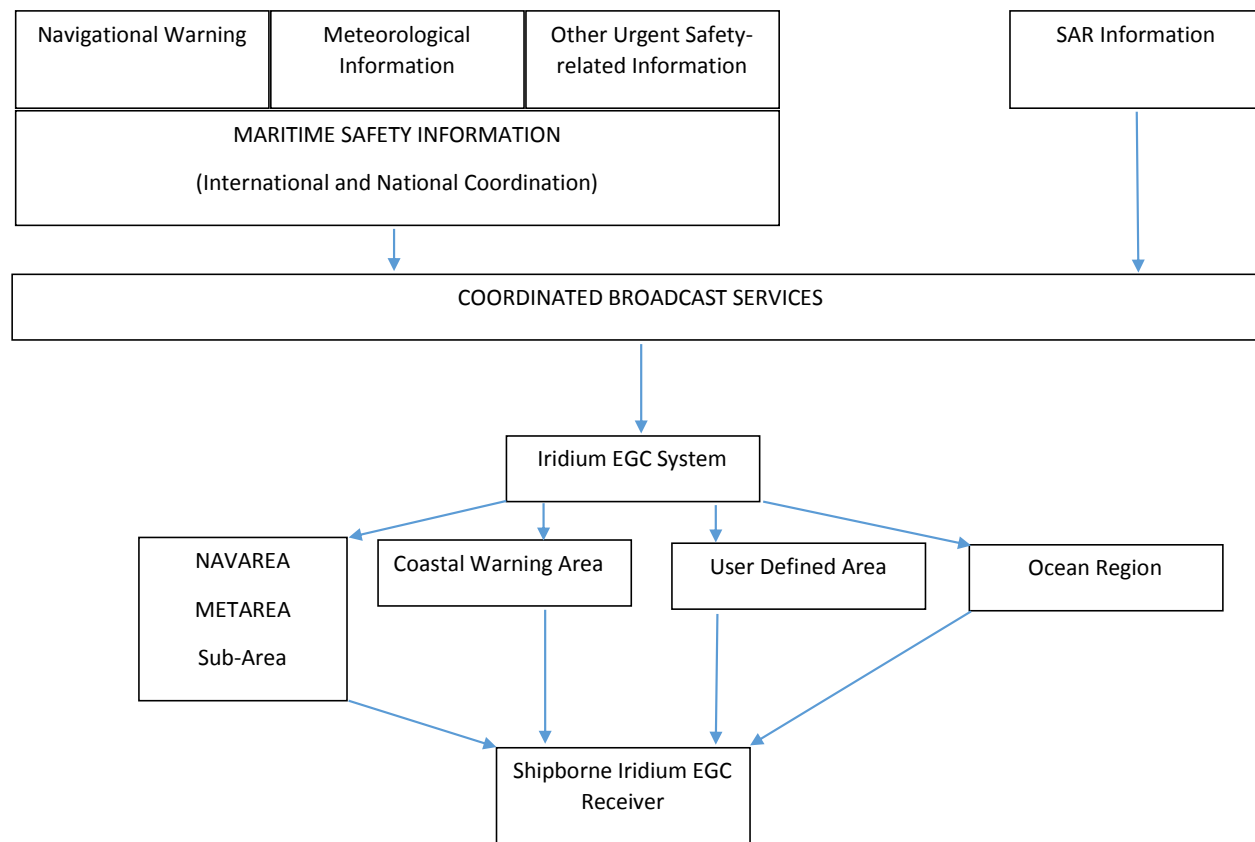 Navigational Warning
Meteorological
Information
Other Urgent Safety-
related Information
SAR Information
MARITIME SAFETY INFORMATION
(International and National Coordination)
COORDINATED BROADCAST SERVICES
Iridium EGC System
NAVAREA
METAREA
Sub-Area
Coastal Warning Area
User Defined Area
Ocean Region
Shipborne Iridium EGC
Receiver